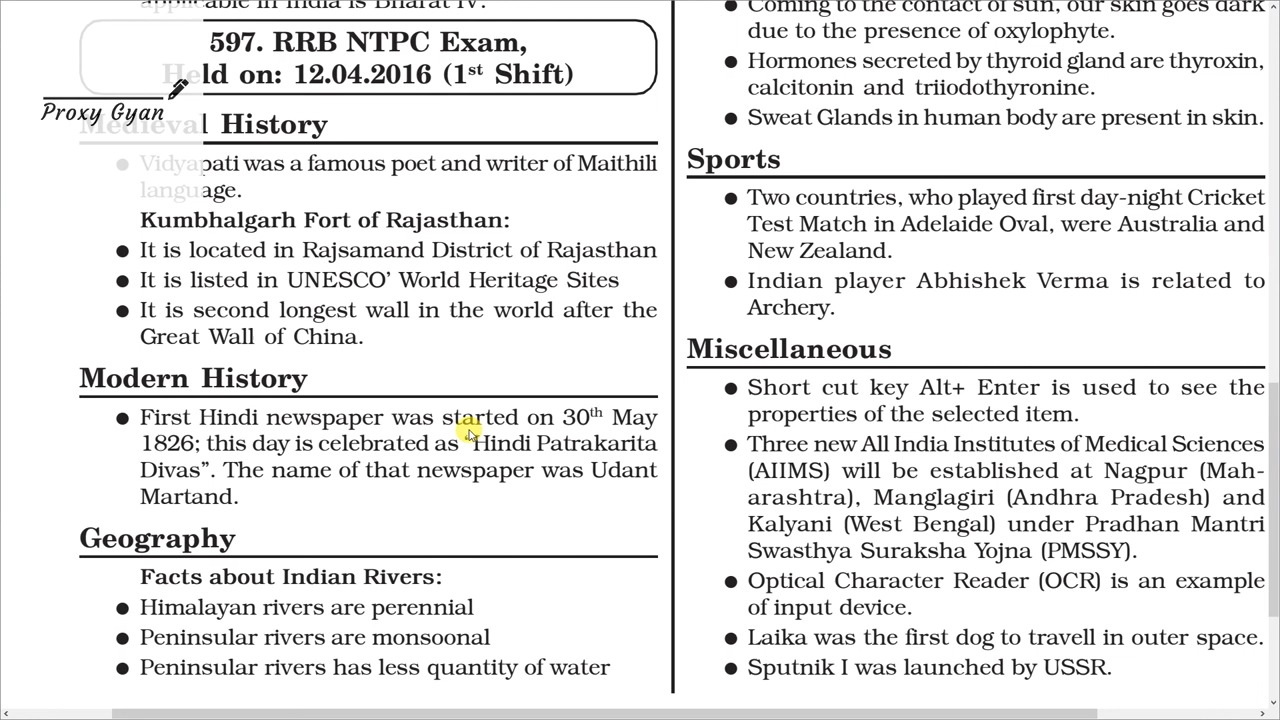 applicable in India is Bharat IV.
597. RRB NTPC Exam,
Held on: 12.04.2016 (1st Shift)
Proxy Gyan
Medieval History
● Vidyapati was a famous poet and writer of Maithili
language.
Kumbhalgarh Fort of Rajasthan:
● It is located in Rajsamand District of Rajasthan
● It is listed in UNESCO’ World Heritage Sites
● It is second longest wall in the world after the
Great Wall of China.
Modern History
● First Hindi newspaper was started on 30th May
1826; this day is celebrated as “Hindi Patrakarita
Divas”. The name of that newspaper was Udant
Martand.
Geography
Facts about Indian Rivers:
● Himalayan rivers are perennial
● Peninsular rivers are monsoonal
● Peninsular rivers has less quantity of water
● Coming to the contact of sun, our skin goes dark
due to the presence of oxylophyte.
● Hormones secreted by thyroid gland are thyroxin,
calcitonin and triiodothyronine.
● Sweat Glands in human body are present in skin.
Sports
● Two countries, who played first day-night Cricket
Test Match in Adelaide Oval, were Australia and
New Zealand.
● Indian player Abhishek Verma is related to
Archery.
Miscellaneous
● Short cut key Alt+ Enter is used to see the
properties of the selected item.
● Three new All India Institutes of Medical Sciences
(AIIMS) will be established at Nagpur (Mah-
arashtra), Manglagiri (Andhra Pradesh) and
Kalyani (West Bengal) under Pradhan Mantri
Swasthya Suraksha Yojna (PMSSY).
● Optical Character Reader (OCR) is an example
of input device.
● Laika was the first dog to travell in outer space.
● Sputnik I was launched by USSR.